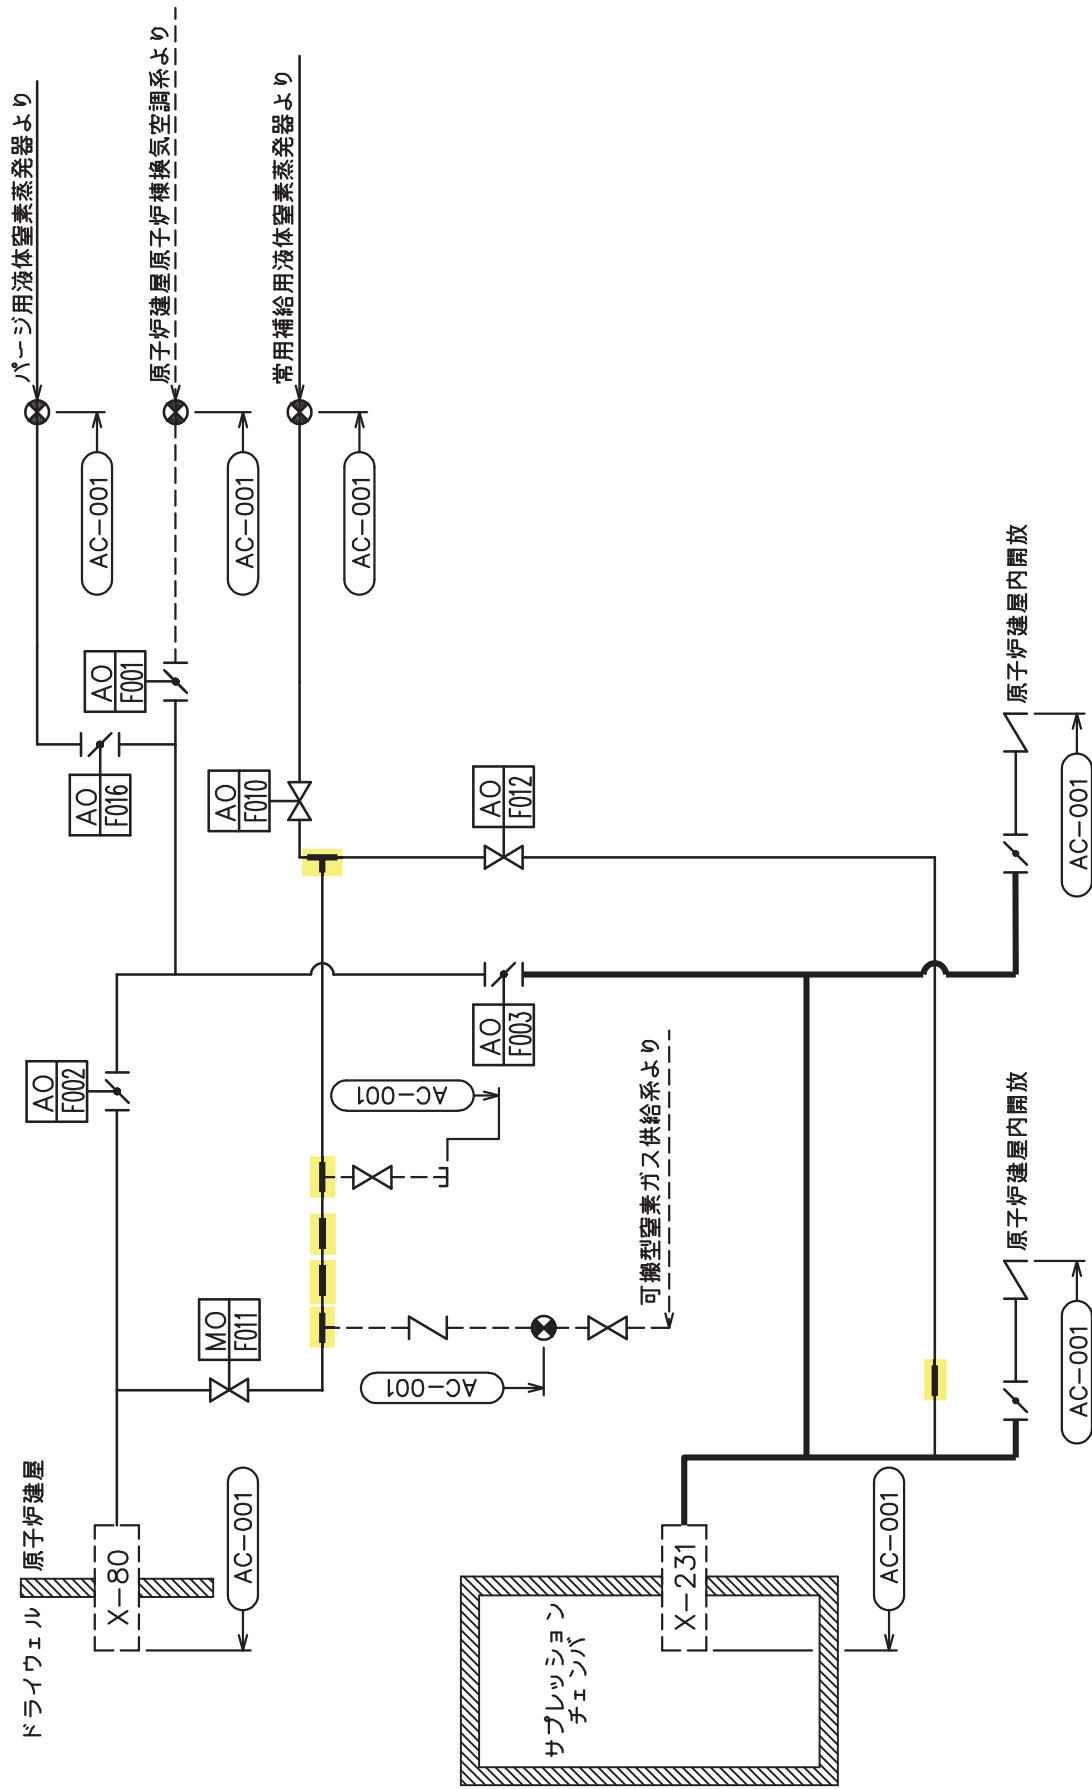 パージ用液体窒素蒸発器より
AC-001
原子炉建屋原子炉棟換気空調系より
AC-001
常用補給用液体窒素蒸発器より
AC-001
AO
F016
AO
F001
AO
F010
AO
F012
AO
F002
AO
F003
MO
F011
AC-001
AC-001
可搬型窒素ガス供給系より
原子炉建屋内開放
AC-001
原子炉建屋内開放
AC-001
ドライウェル
原子炉建屋
X-80
AC-001
サプレッション
チェンバ
X-231
AC-001